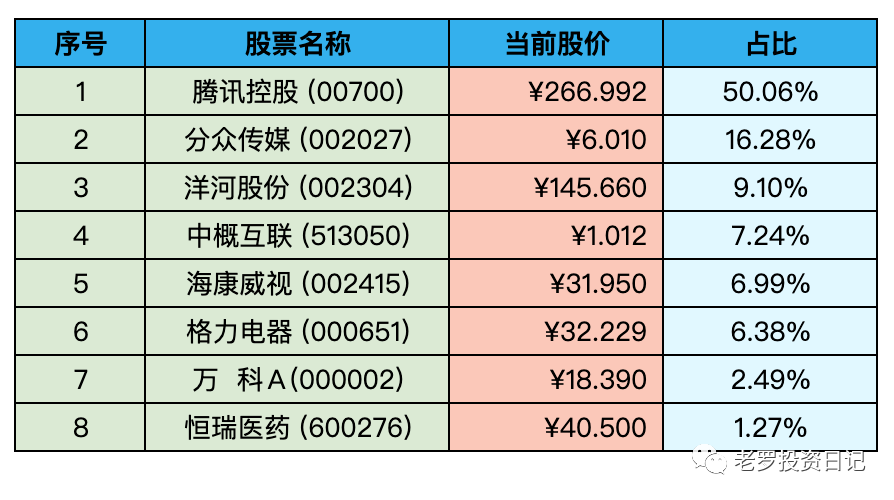 序号 股票名称 当前股价 占比
1 腾讯控股 (00700) ¥266.992 50.06%
2 分众传媒 (002027) ¥6.010 16.28%
3 洋河股份 (002304) ¥145.660 9.10%
4 中概互联 (513050) ¥1.012 7.24%
5 海康威视 (002415) ¥31.950 6.99%
6 格力电器 (000651) ¥32.229 6.38%
7 万 科A(000002) ¥18.390 2.49%
8 恒瑞医药 (600276) ¥40.500 1.27%
老罗投资日记